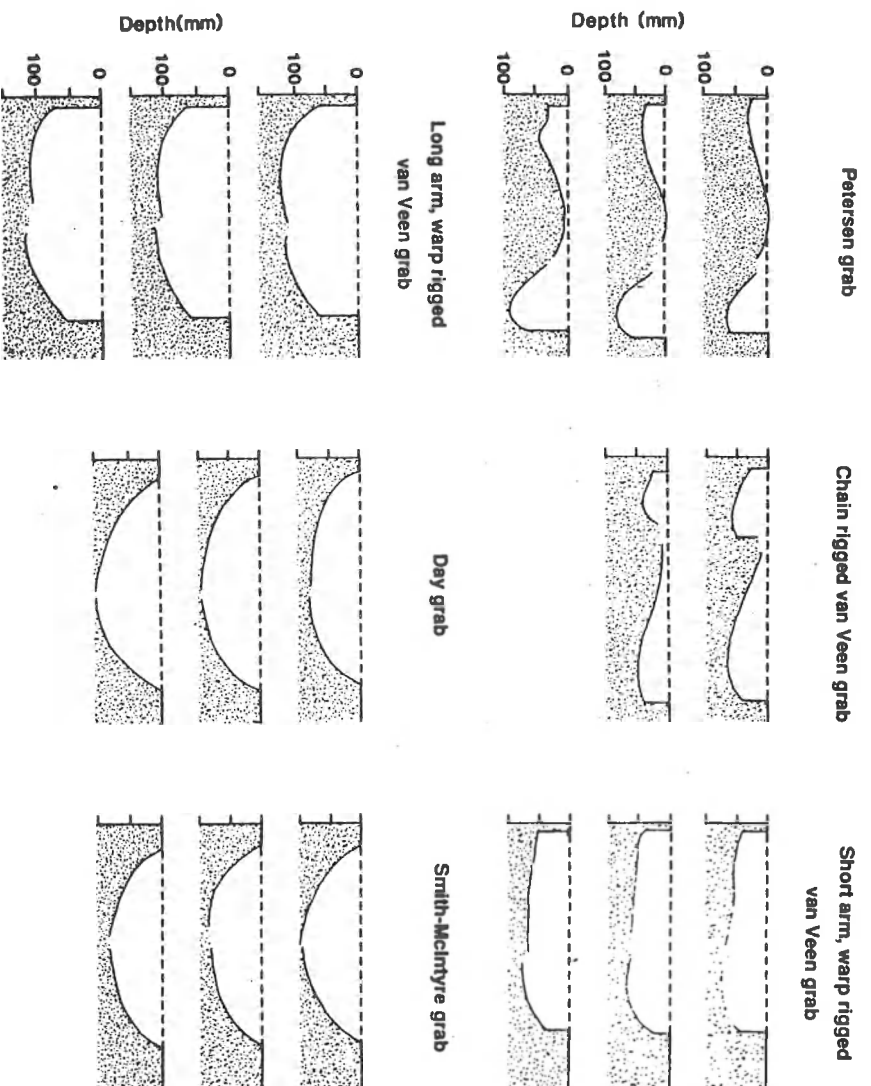 Petersen grab
Chain rigged van Veen grab
Short arm, warp rigged
van Veen grab
Depth (mm)
0
100
0
100
0
100
Long arm, warp rigged
van Veen grab
Day grab
Smith-McIntyre grab
Depth(mm)
0
100
0
100
0
100